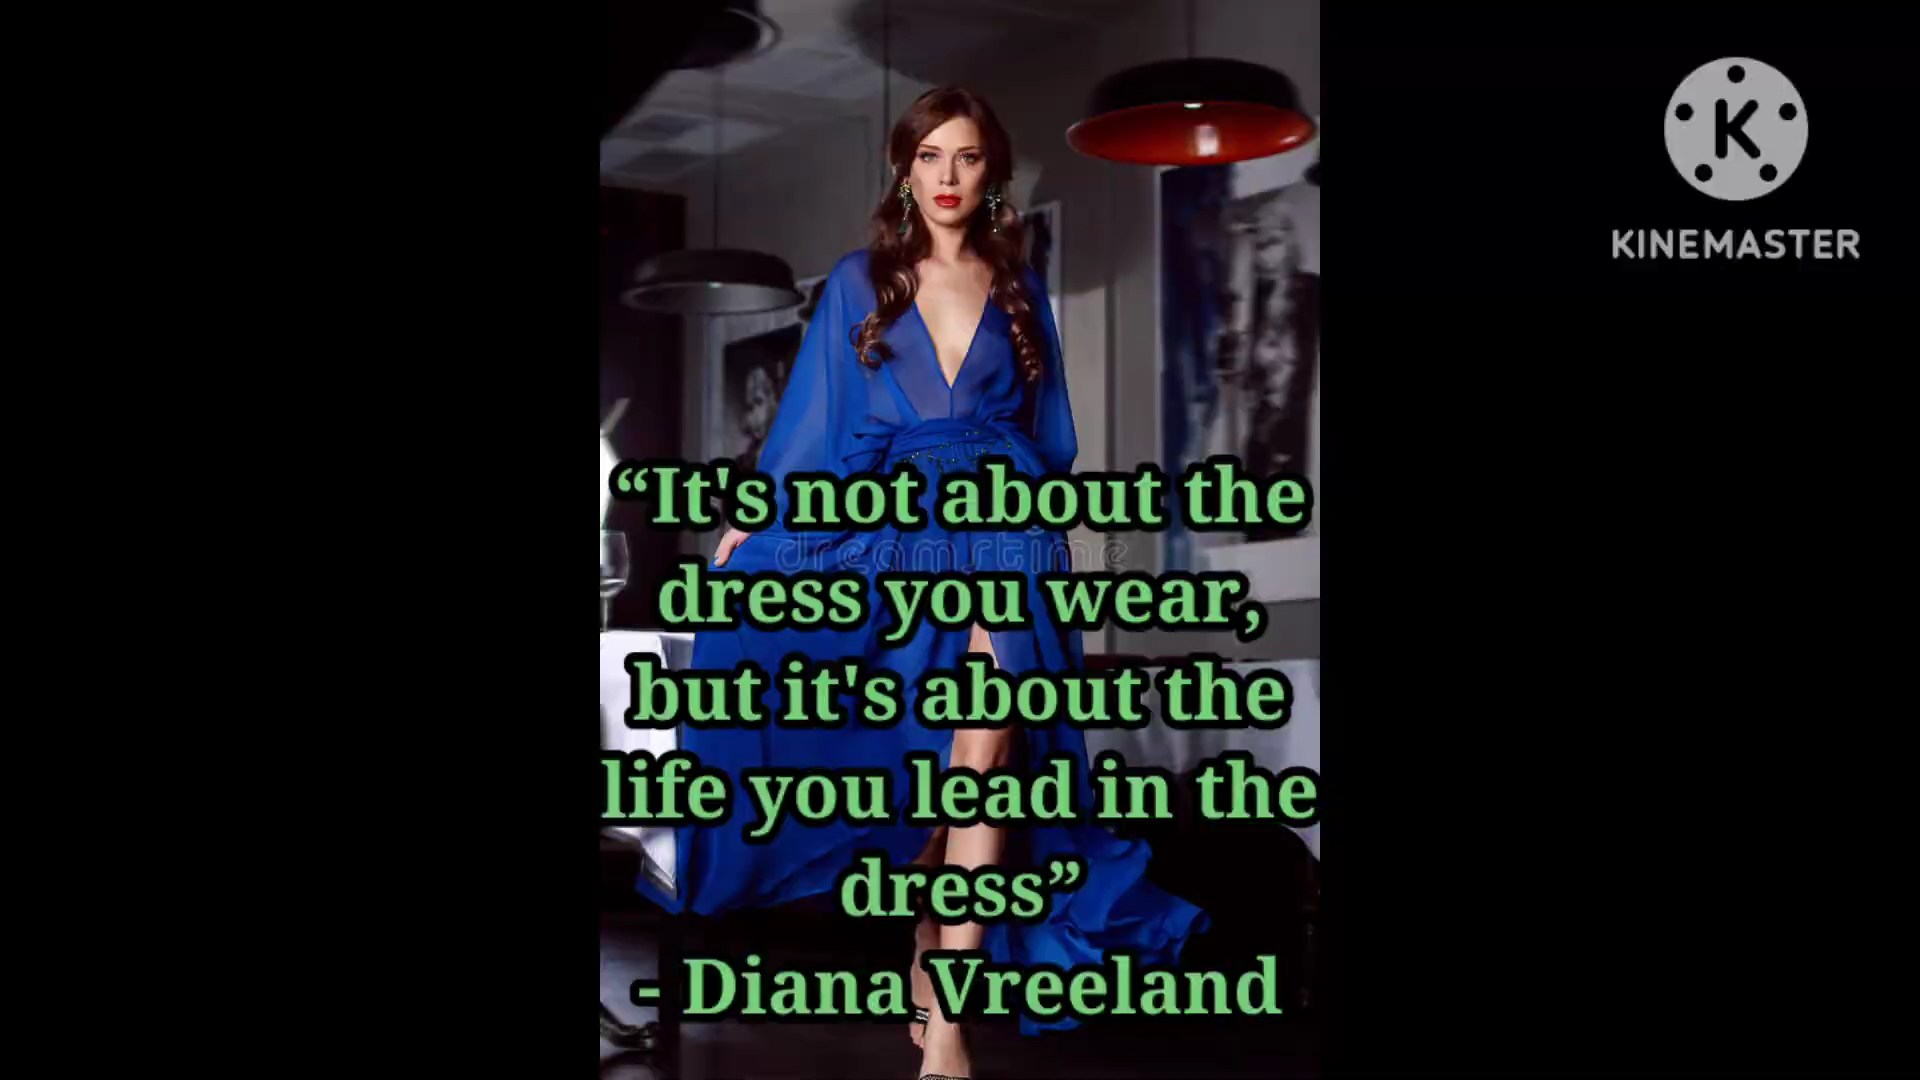 K
KINEMASTER
“It's not about the
dreamstime
dress you wear,
but it's about the
life you lead in the
dress”
- Diana Vreeland